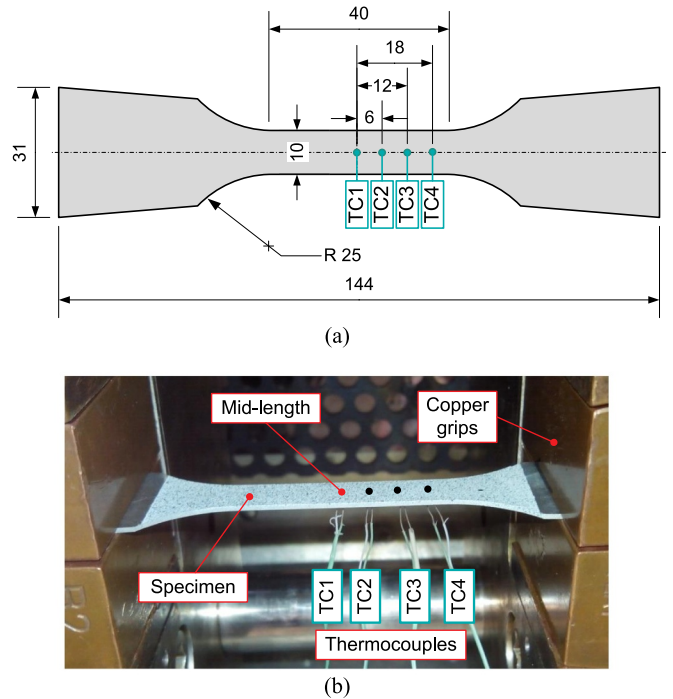 40
18
12
6
31
10
TC1
TC2
TC3
TC4
R 25
144
(a)
Mid-length
Copper
grips
Specimen
TC1
TC2
TC3
TC4
Thermocouples
(b)